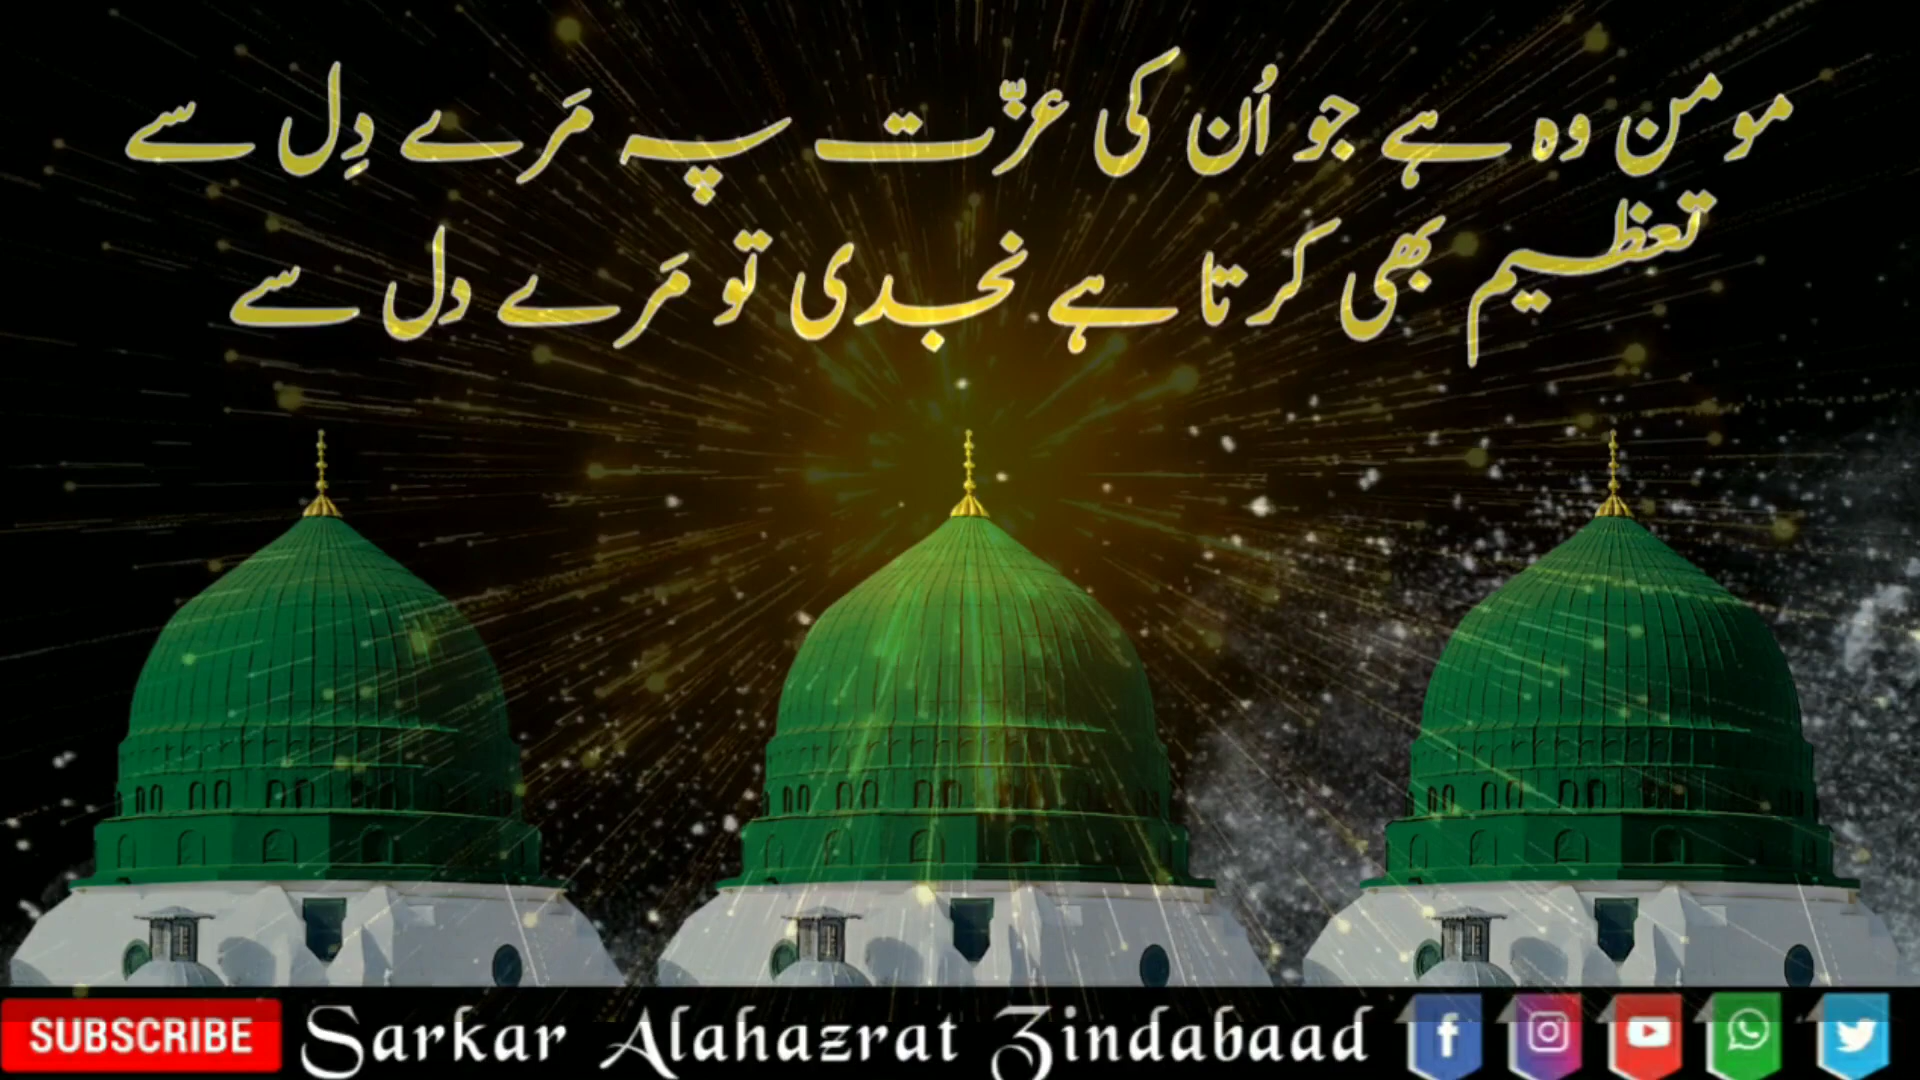 مومن وہ ہے جو اُن کی عزّت پہ مَرے دِل سے
تعظیم بھی کرتا ہے نجدی تو مَرے دل سے
SUBSCRIBE Sarkar Alahazrat Zindabaad